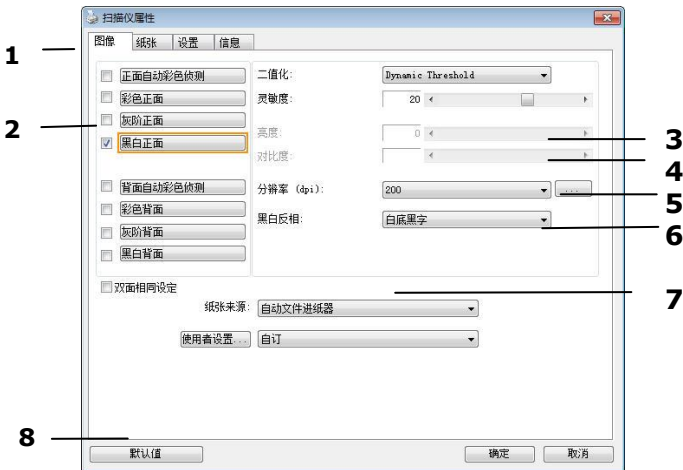 扫描仪属性
图像 纸张 设置 信息
1
正面自动彩色侦测 二值化: Dynamic Threshold
彩色正面 灵敏度: 20
2
灰阶正面
黑白正面 亮度: 0
3
对比度:
4
背面自动彩色侦测 分辨率 (dpi): 200 ...
5
彩色背面 黑白反相: 白底黑字
6
灰阶背面
黑白背面
双面相同设定
7
纸张来源: 自动文件进纸器
使用者设置... 自订
8
默认值 确定 取消